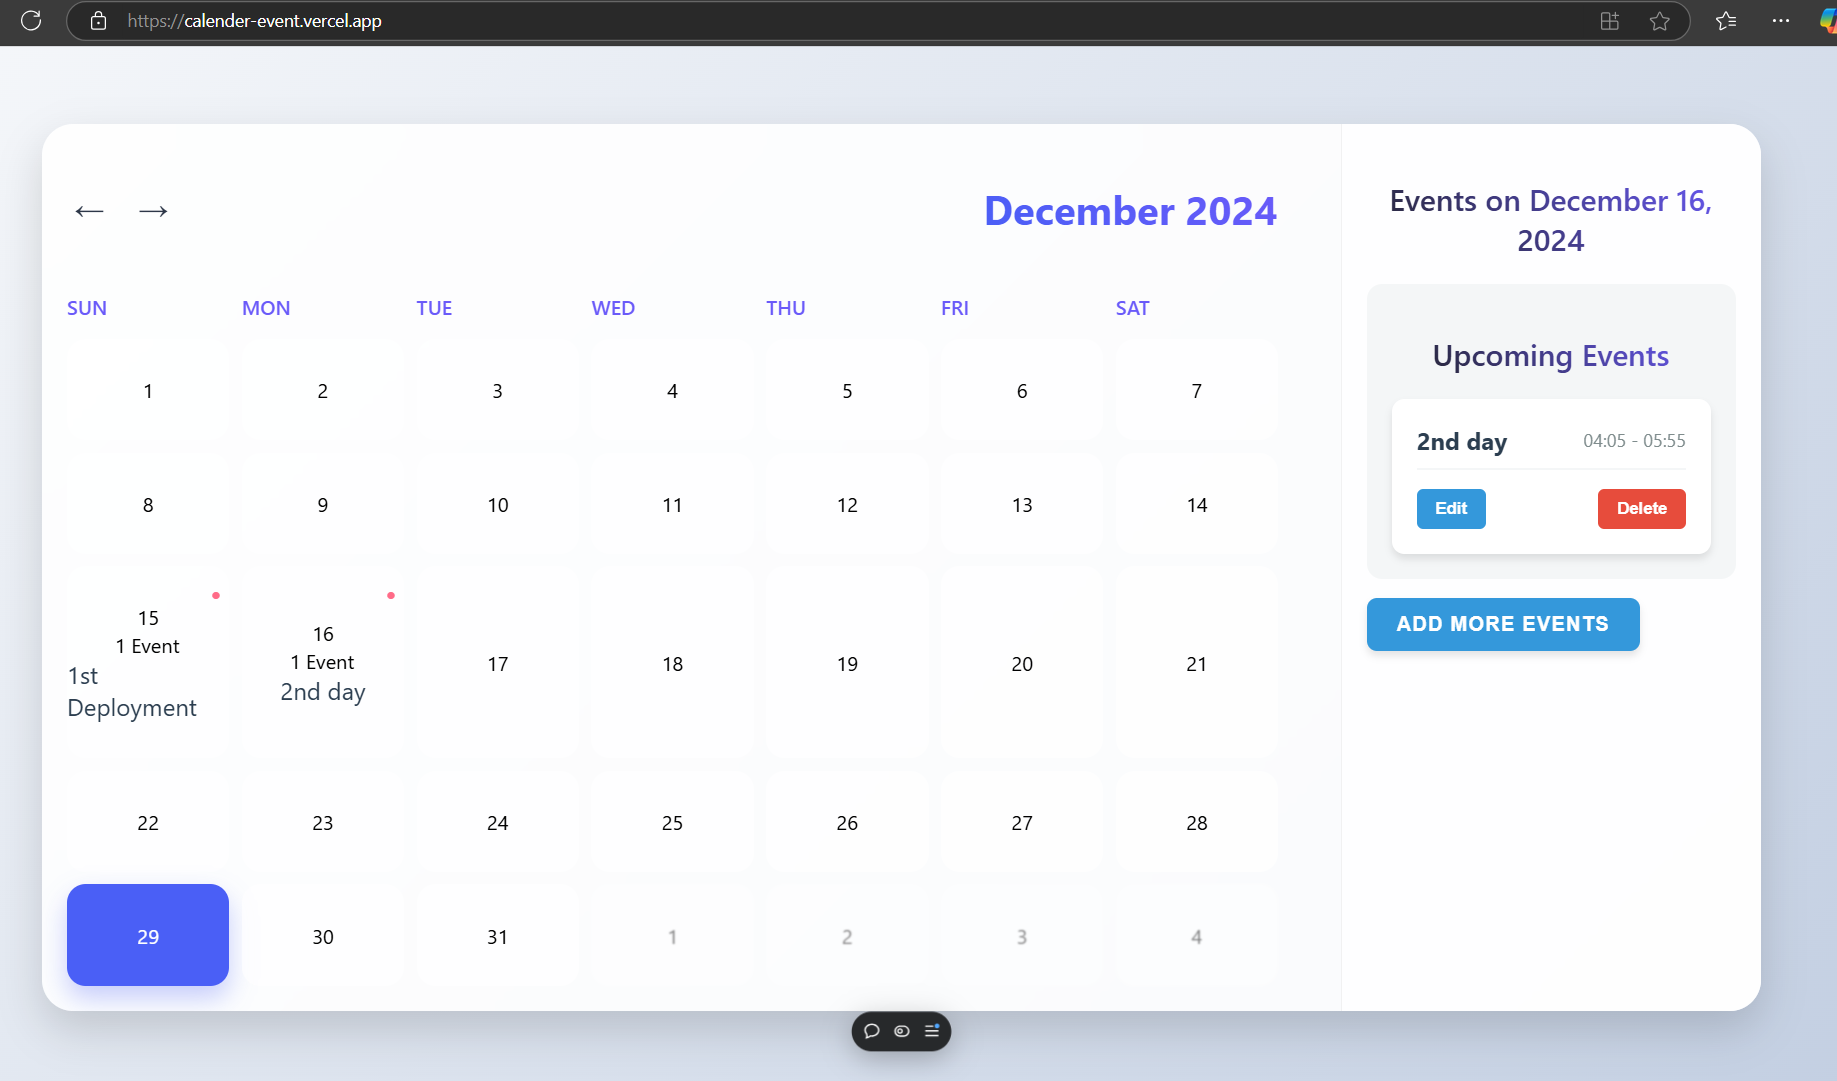 https://calender-event.vercel.app
December 2024
SUN MON TUE WED THU FRI SAT
1 2 3 4 5 6 7
8 9 10 11 12 13 14
15 16 17 18 19 20 21
1 Event 1 Event
1st 2nd day
Deployment
22 23 24 25 26 27 28
29 30 31 1 2 3 4
Events on December 16,
2024
Upcoming Events
2nd day 04:05 - 05:55
Edit Delete
ADD MORE EVENTS